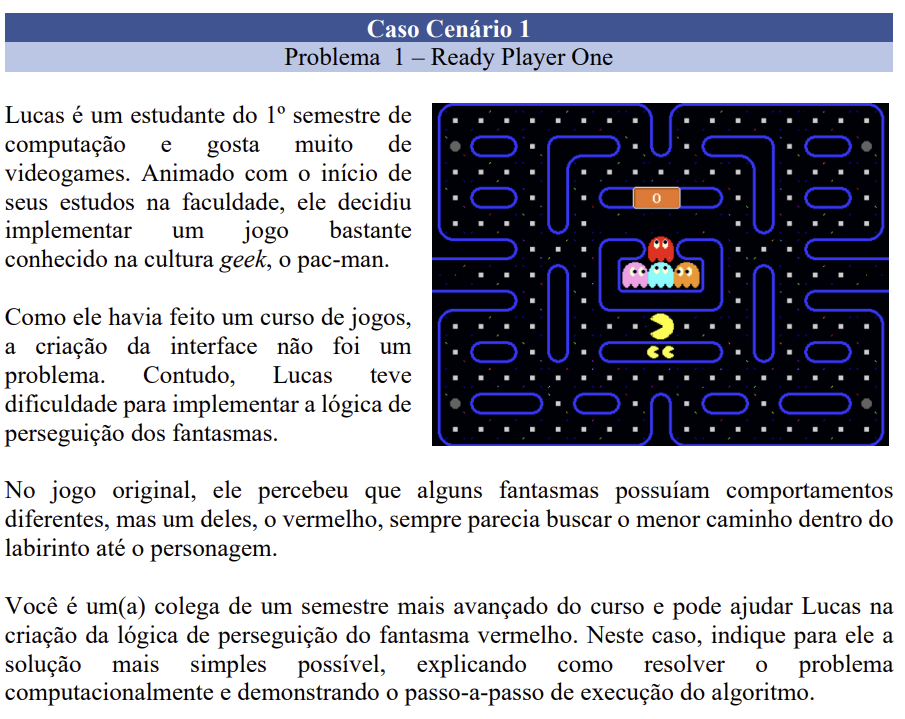 Caso Cenário 1
Problema 1 – Ready Player One
Lucas é um estudante do 1º semestre de
computação e gosta muito de
videogames. Animado com o início de
seus estudos na faculdade, ele decidiu
implementar um jogo bastante
conhecido na cultura geek, o pac-man.
Como ele havia feito um curso de jogos,
a criação da interface não foi um
problema. Contudo, Lucas teve
dificuldade para implementar a lógica de
perseguição dos fantasmas.
0
No jogo original, ele percebeu que alguns fantasmas possuíam comportamentos
diferentes, mas um deles, o vermelho, sempre parecia buscar o menor caminho dentro do
labirinto até o personagem.
Você é um(a) colega de um semestre mais avançado do curso e pode ajudar Lucas na
criação da lógica de perseguição do fantasma vermelho. Neste caso, indique para ele a
solução mais simples possível, explicando como resolver o problema
computacionalmente e demonstrando o passo-a-passo de execução do algoritmo.